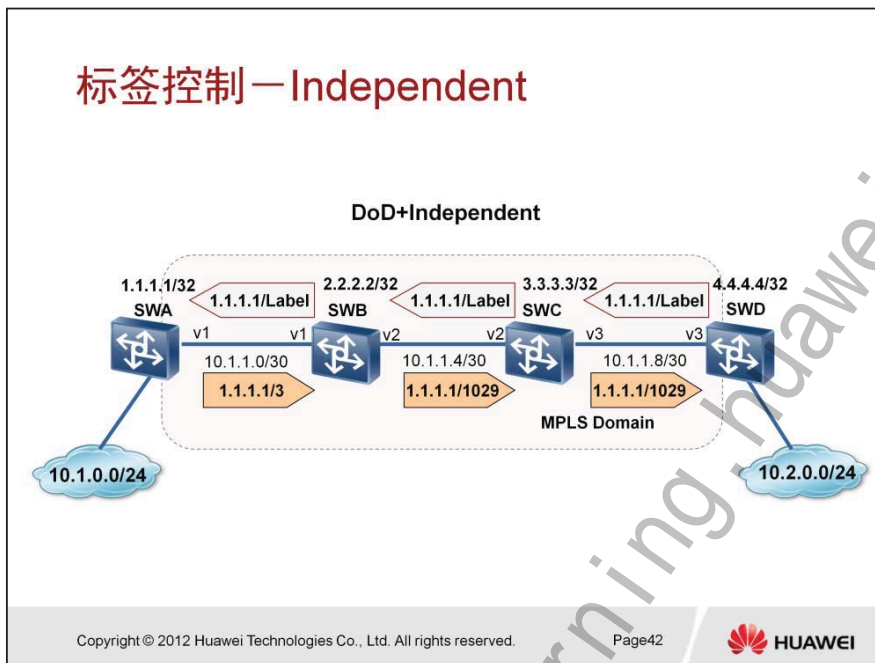 标签控制－Independent
DoD+Independent
1.1.1.1/32
2.2.2.2/32
3.3.3.3/32
4.4.4.4/32
1.1.1.1/Label
1.1.1.1/Label
1.1.1.1/Label
SWA
SWB
SWC
SWD
v1
v1
v2
v2
v3
v3
10.1.1.0/30
10.1.1.4/30
10.1.1.8/30
1.1.1.1/3
1.1.1.1/1029
1.1.1.1/1029
MPLS Domain
10.1.0.0/24
10.2.0.0/24
Copyright © 2012 Huawei Technologies Co., Ltd. All rights reserved.
Page42
HUAWEI
rning.huawei.